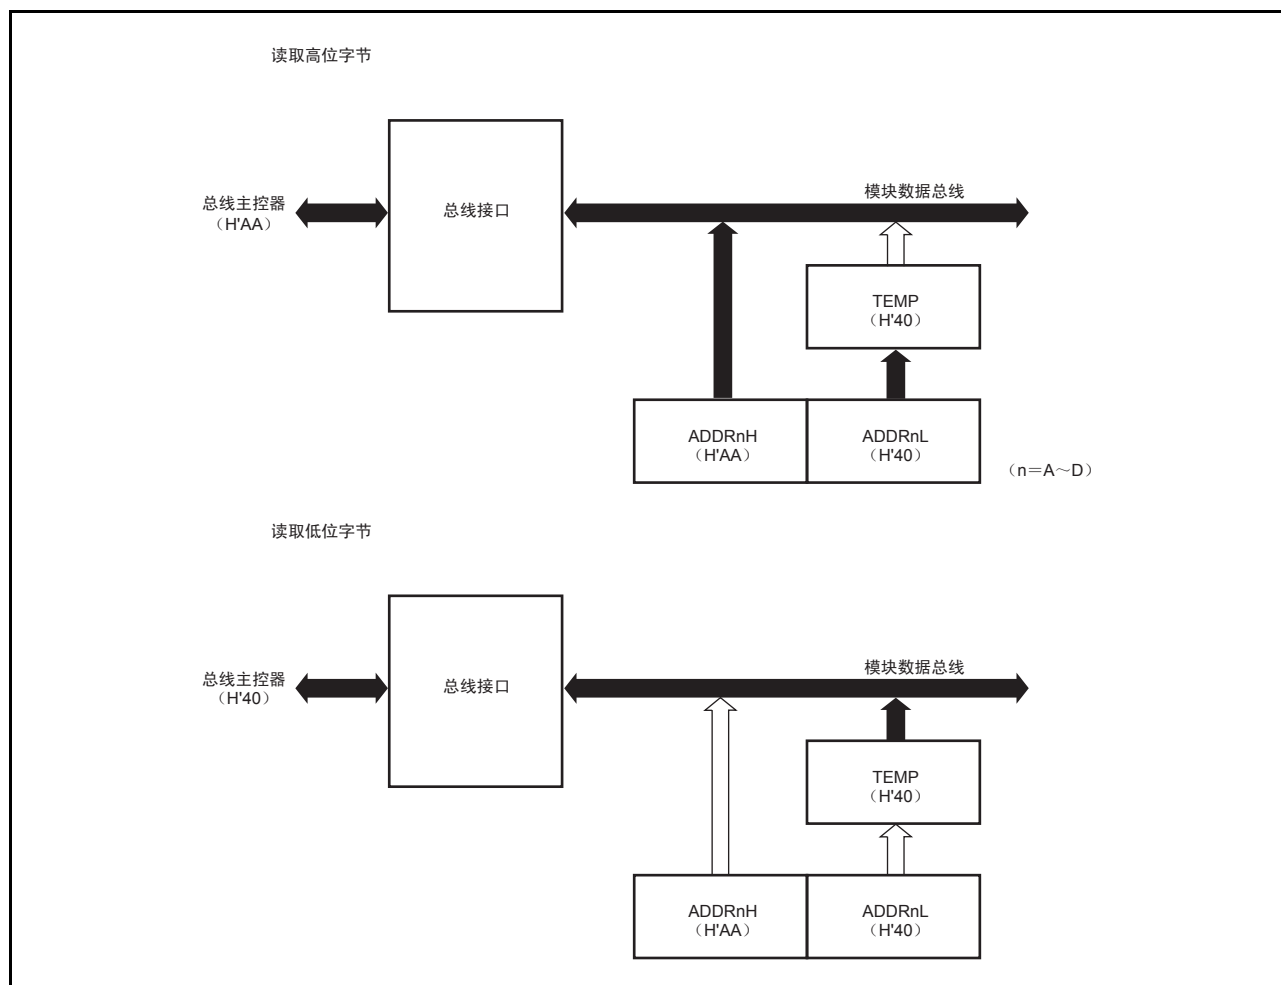 读取高位字节
模块数据总线
总线主控器
（H'AA）
总线接口
TEMP
（H'40）
ADDRnH
（H'AA）
ADDRnL
（H'40）
（n＝A～D）
读取低位字节
模块数据总线
总线主控器
（H'40）
总线接口
TEMP
（H'40）
ADDRnH
（H'AA）
ADDRnL
（H'40）